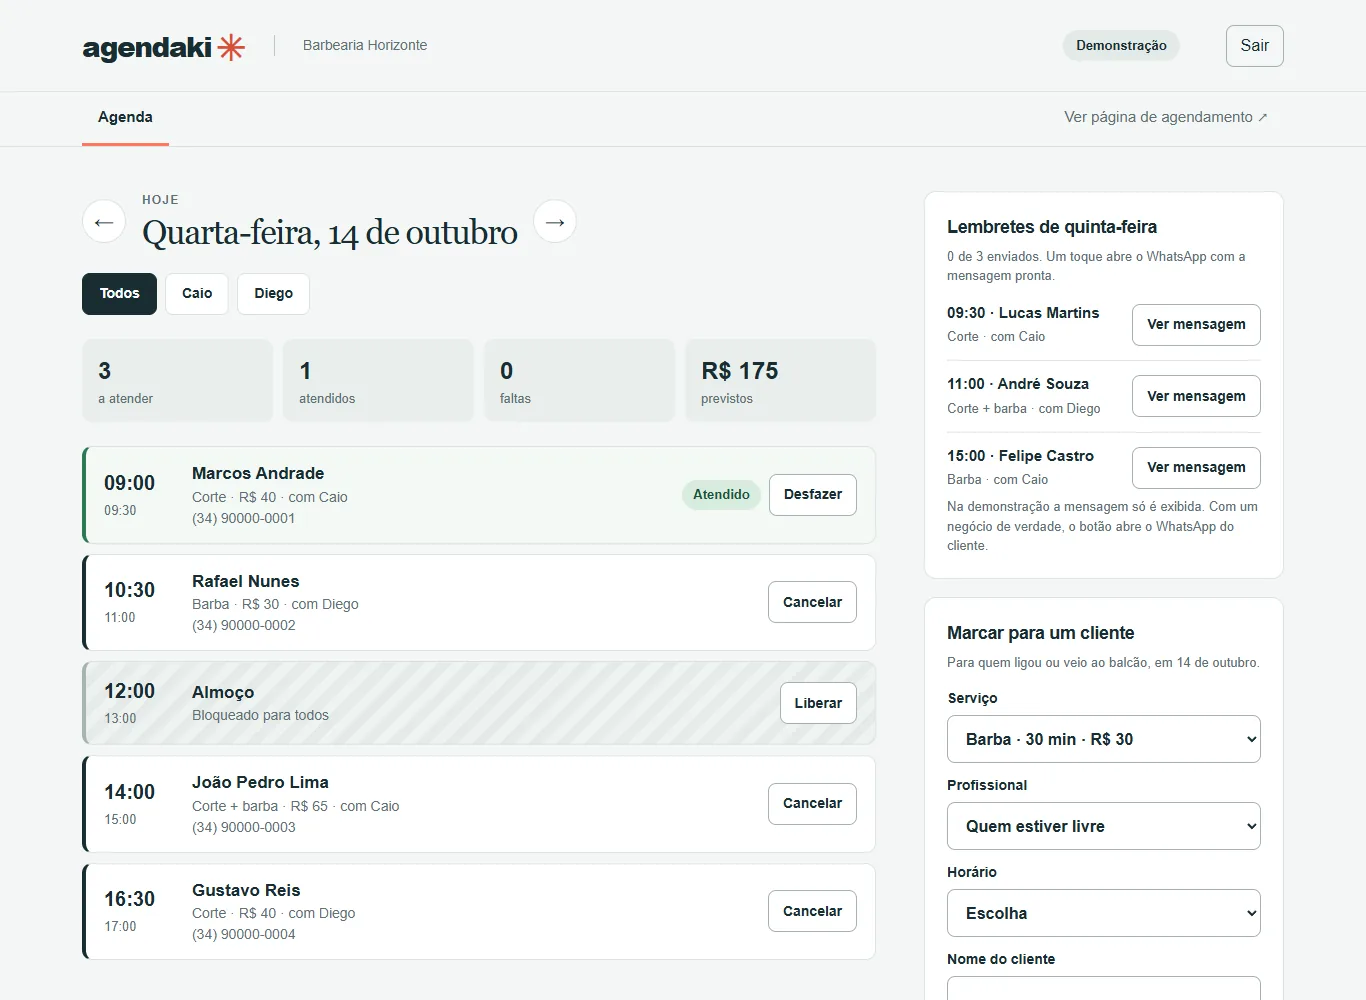 agendaki
Barbearia Horizonte
Demonstração
Sair
Agenda
Ver página de agendamento ↗
←
HOJE
Quarta-feira, 14 de outubro
→
Todos
Caio
Diego
3
a atender
1
atendidos
0
faltas
R$ 175
previstos
09:00
09:30
Marcos Andrade
Corte · R$ 40 · com Caio
(34) 90000-0001
Atendido
Desfazer
10:30
11:00
Rafael Nunes
Barba · R$ 30 · com Diego
(34) 90000-0002
Cancelar
12:00
13:00
Almoço
Bloqueado para todos
Liberar
14:00
15:00
João Pedro Lima
Corte + barba · R$ 65 · com Caio
(34) 90000-0003
Cancelar
16:30
17:00
Gustavo Reis
Corte · R$ 40 · com Diego
(34) 90000-0004
Cancelar
Lembretes de quinta-feira
0 de 3 enviados. Um toque abre o WhatsApp com a
mensagem pronta.
09:30 · Lucas Martins
Corte · com Caio
Ver mensagem
11:00 · André Souza
Corte + barba · com Diego
Ver mensagem
15:00 · Felipe Castro
Barba · com Caio
Ver mensagem
Na demonstração a mensagem só é exibida. Com um
negócio de verdade, o botão abre o WhatsApp do
cliente.
Marcar para um cliente
Para quem ligou ou veio ao balcão, em 14 de outubro.
Serviço
Barba · 30 min · R$ 30
Profissional
Quem estiver livre
Horário
Escolha
Nome do cliente